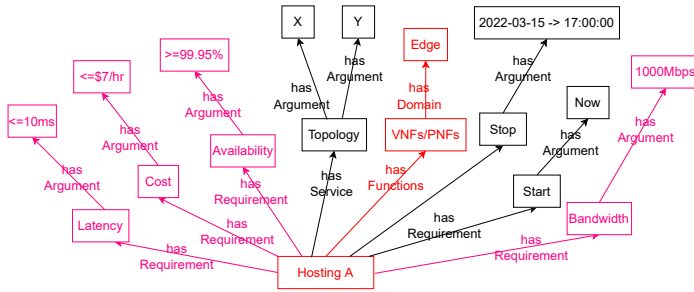 X
Y
2022-03-15 -> 17:00:00
Edge
>=99.95%
<=$7/hr
1000Mbps
<=10ms
Now
has
Argument
has
Argument
has
Domain
has
Argument
has
Argument
has
Argument
has
Argument
has
Argument
has
Argument
has
Argument
Topology
VNFs/PNFs
Stop
Availability
Cost
Start
Latency
Bandwidth
has
Service
has
Functions
has
Requirement
has
Requirement
has
Requirement
has
Requirement
has
Requirement
Hosting A